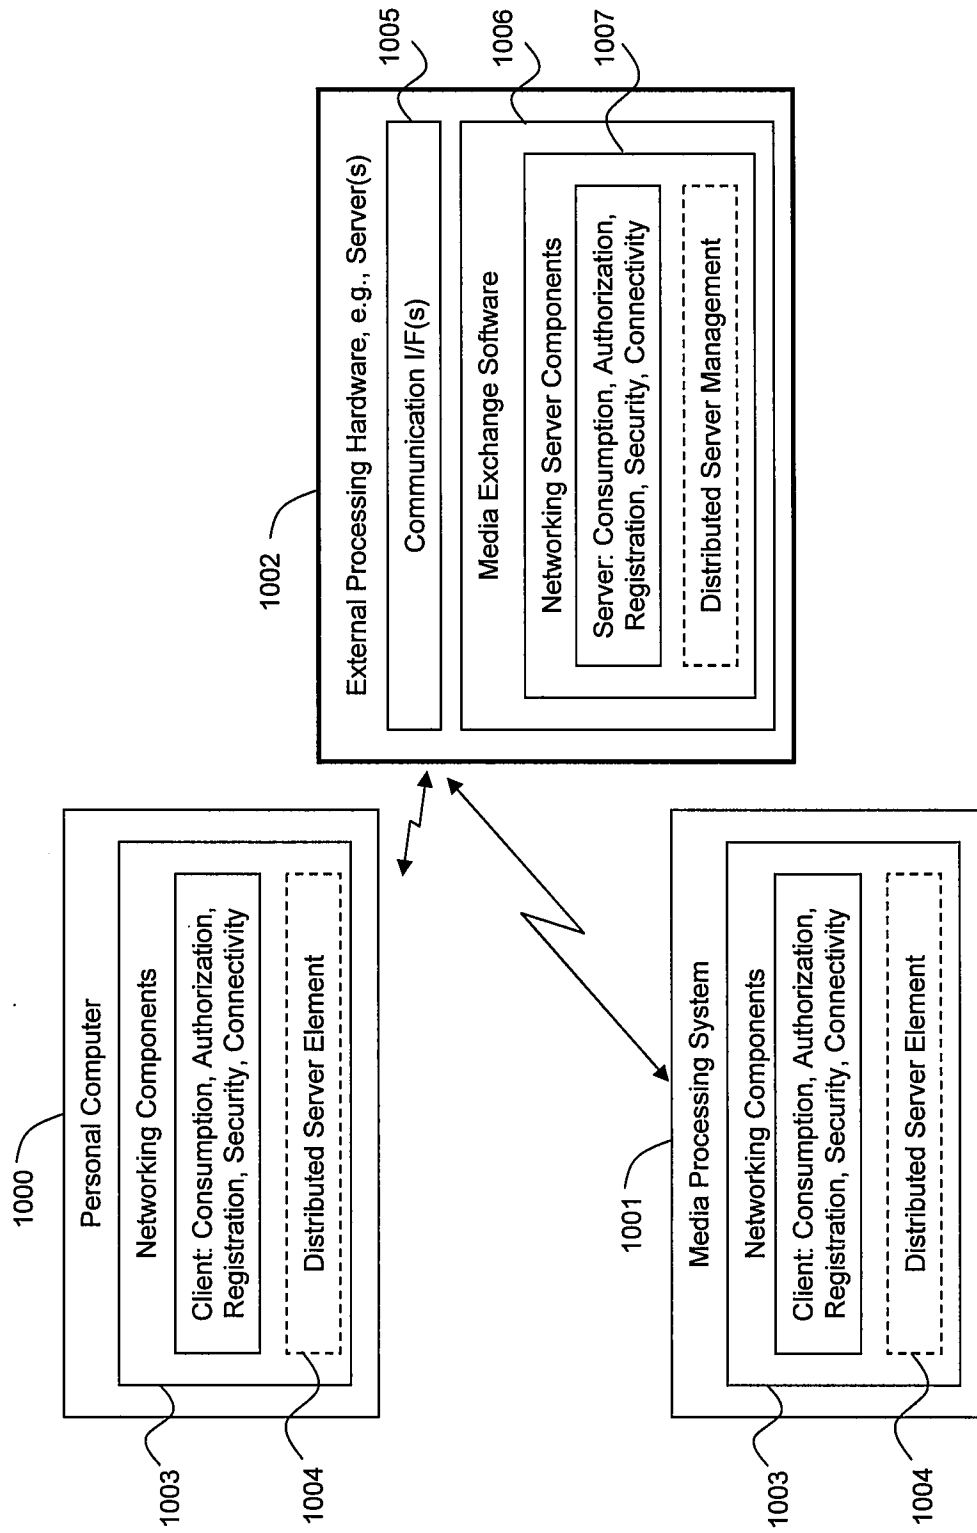 1000
Personal Computer
Networking Components
Client: Consumption, Authorization,
Registration, Security, Connectivity
Distributed Server Element
1003
1004
1002
External Processing Hardware, e.g., Server(s)
Communication I/F(s)
1005
Media Exchange Software
1006
Networking Server Components
1007
Server: Consumption, Authorization,
Registration, Security, Connectivity
Distributed Server Management
1001
Media Processing System
Networking Components
Client: Consumption, Authorization,
Registration, Security, Connectivity
Distributed Server Element
1003
1004